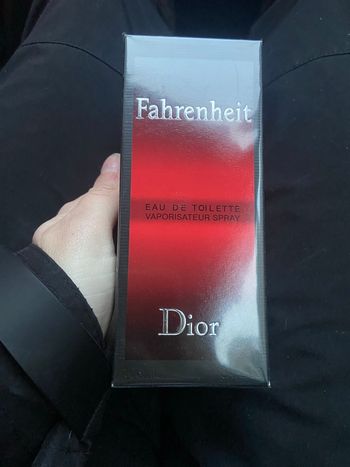 Fahrenheit
EAU DE TOILETTE
VAPORISATEUR SPRAY
Dior